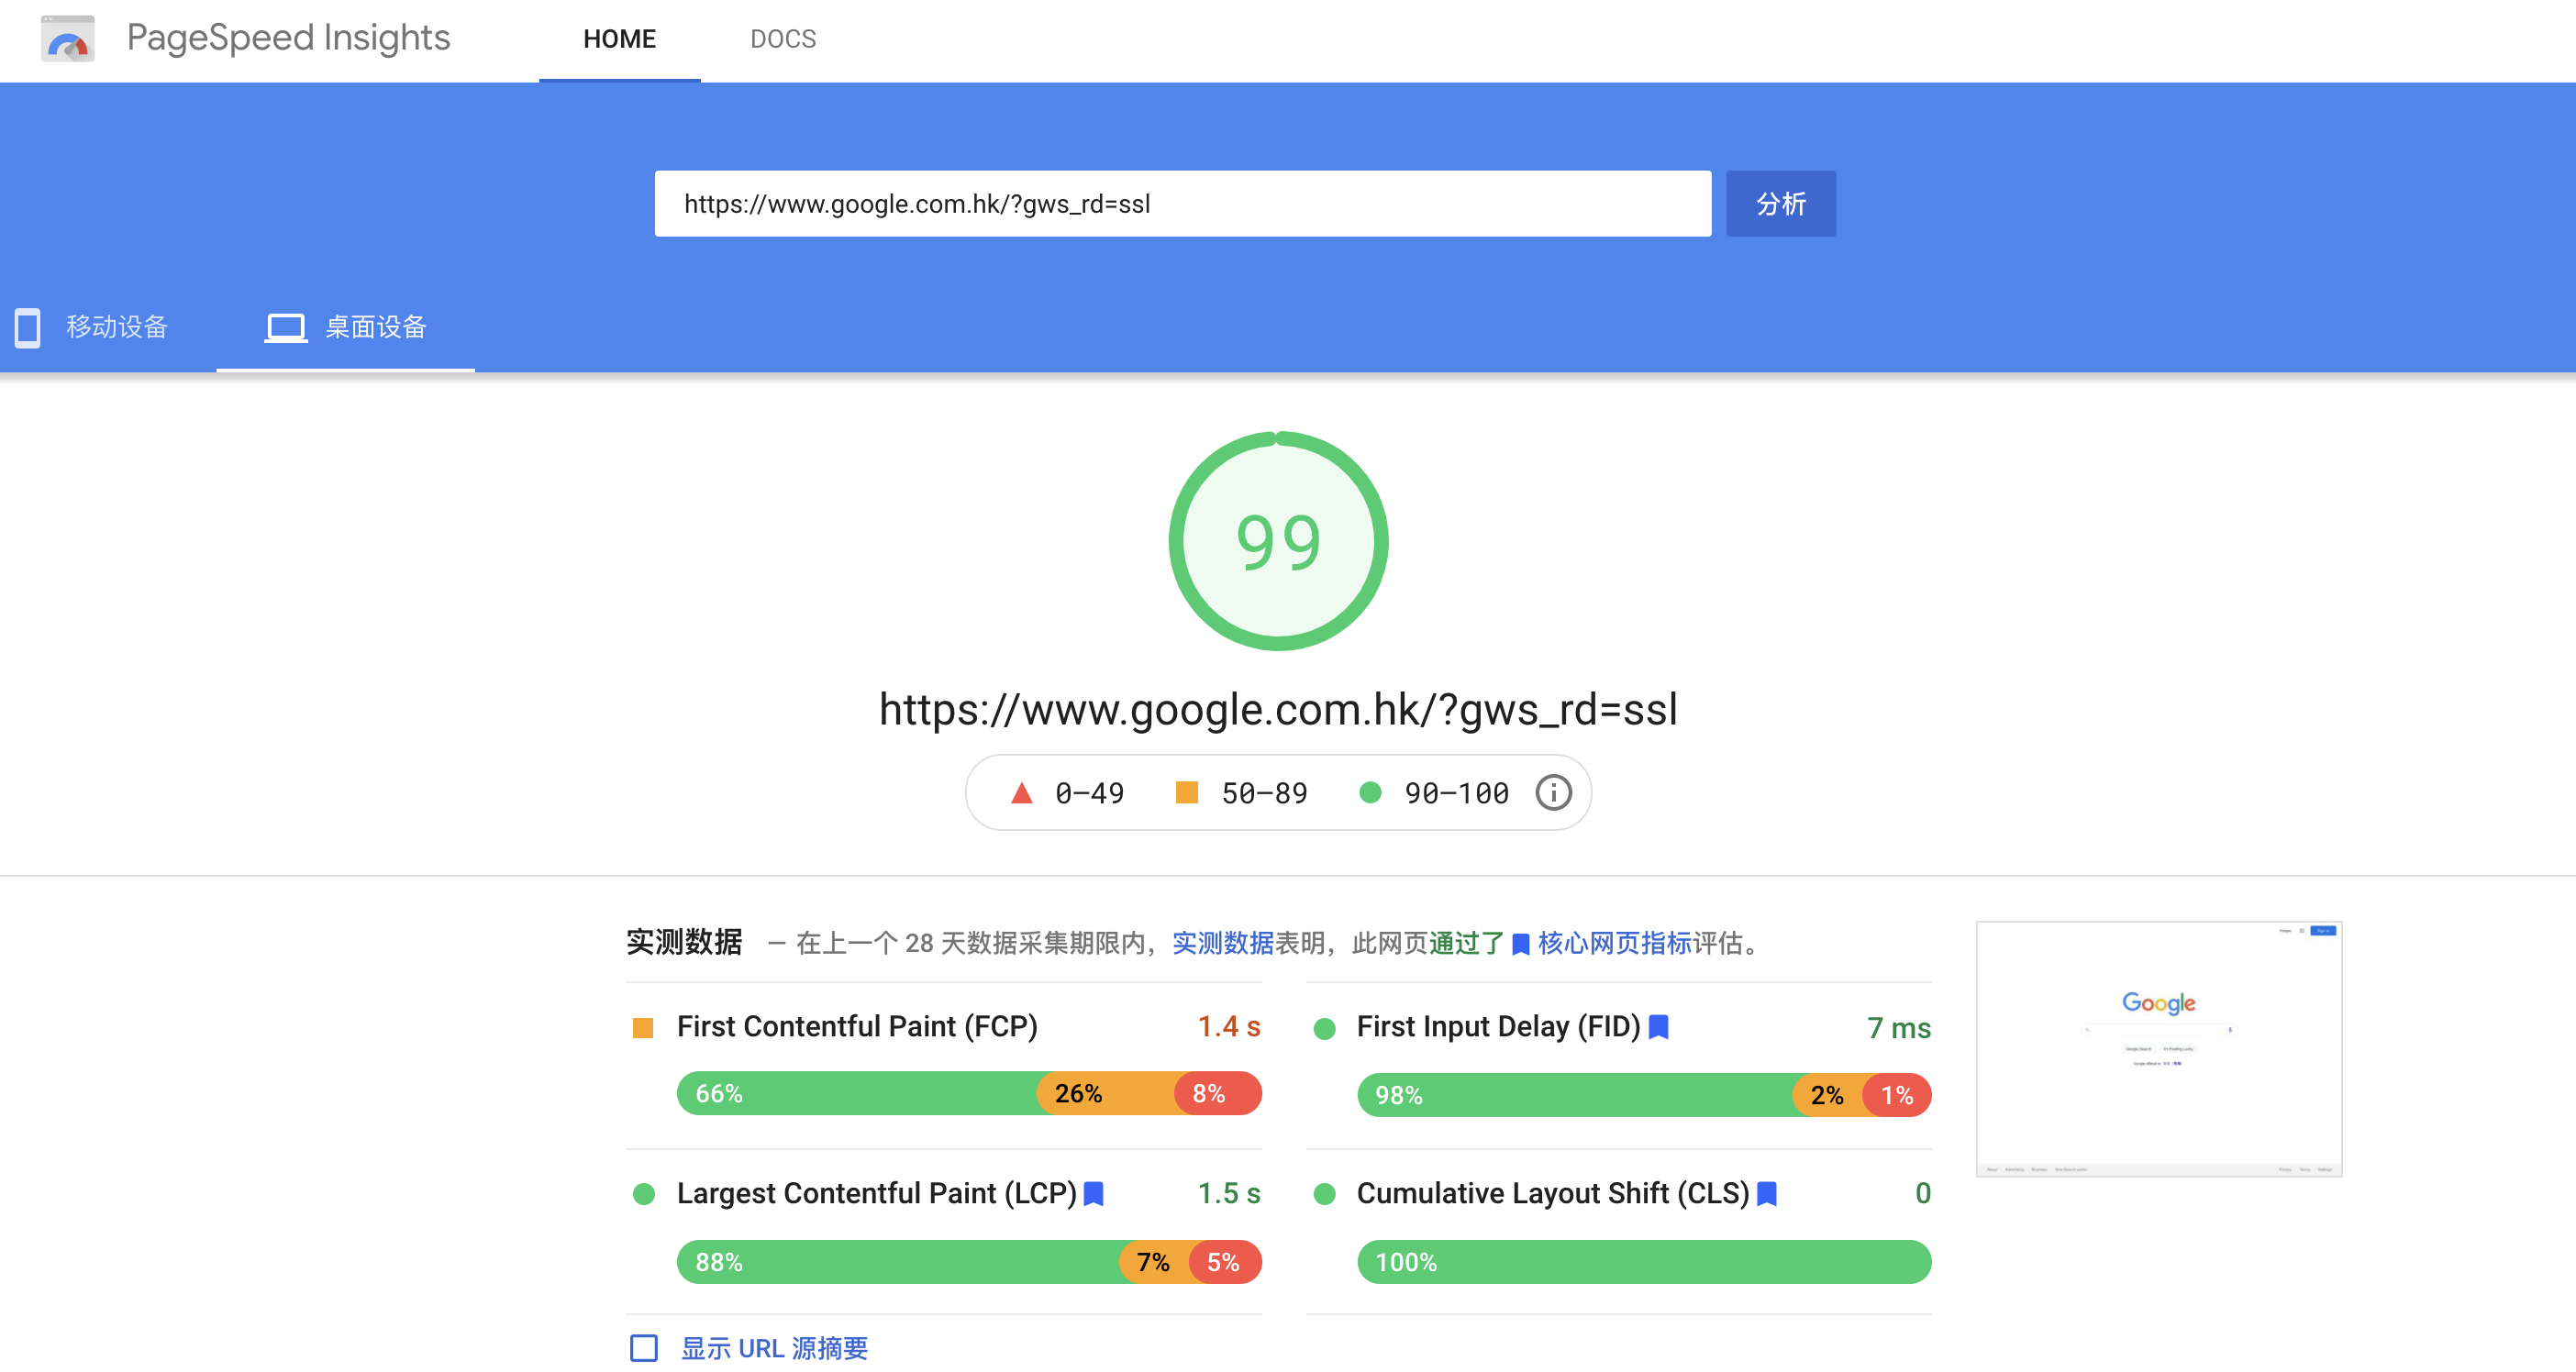 PageSpeed Insights HOME DOCS
https://www.google.com.hk/?gws_rd=ssl 分析
移动设备 桌面设备
99
https://www.google.com.hk/?gws_rd=ssl
0–49 50–89 90–100
实测数据 — 在上一个 28 天数据采集期限内，实测数据表明，此网页通过了 核心网页指标评估。
First Contentful Paint (FCP) 1.4 s
66% 26% 8%
First Input Delay (FID) 7 ms
98% 2% 1%
Largest Contentful Paint (LCP) 1.5 s
88% 7% 5%
Cumulative Layout Shift (CLS) 0
100%
Google
显示 URL 源摘要